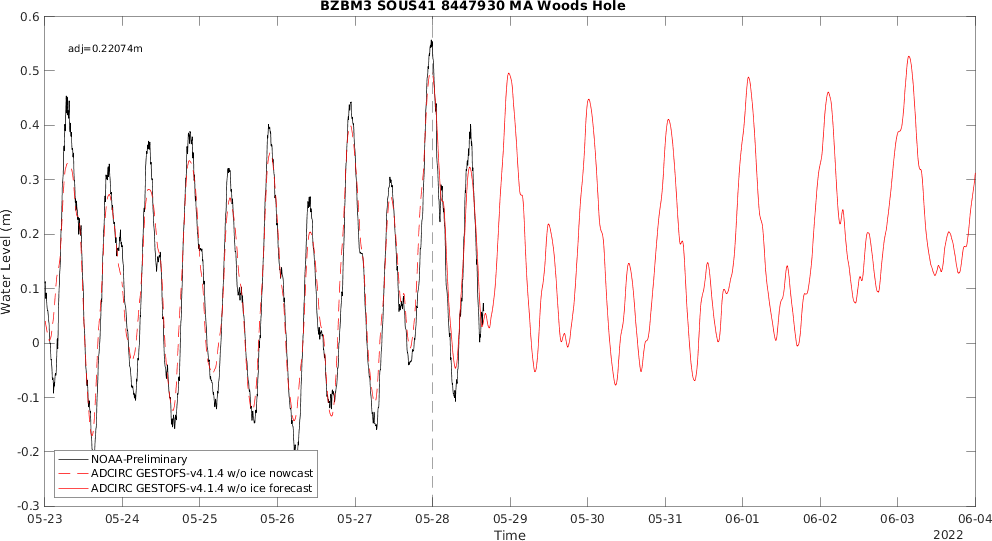 BZBM3 SOUS41 8447930 MA Woods Hole
adj=0.22074m
0.6
0.5
0.4
0.3
0.2
0.1
0
-0.1
-0.2
-0.3
Water Level (m)
NOAA-Preliminary
ADCIRC GESTOFS-v4.1.4 w/o ice nowcast
ADCIRC GESTOFS-v4.1.4 w/o ice forecast
05-23 05-24 05-25 05-26 05-27 05-28 05-29 05-30 05-31 06-01 06-02 06-03 06-04
Time
2022